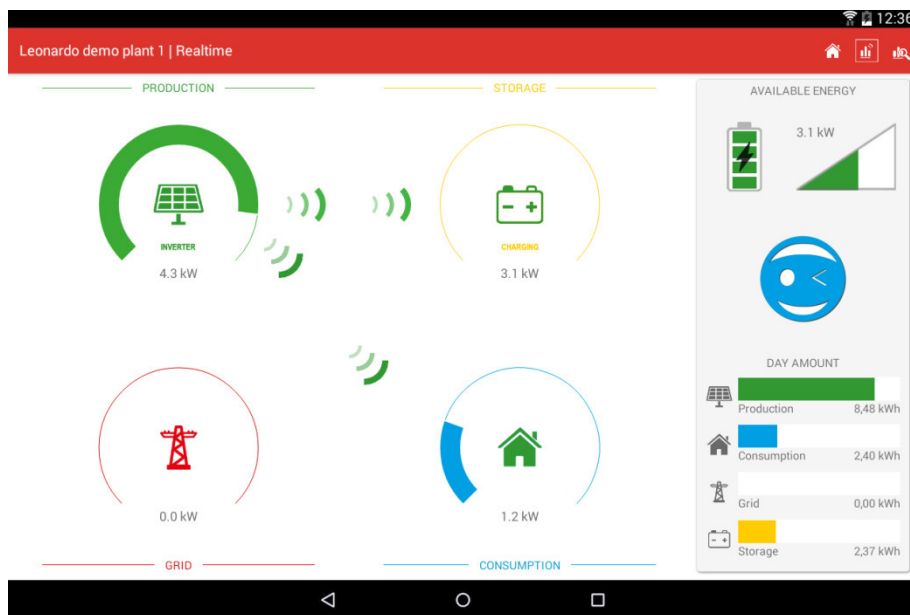 12:36
Leonardo demo plant 1 | Realtime
PRODUCTION
STORAGE
INVERTER
4.3 kW
CHARGING
3.1 kW
0.0 kW
1.2 kW
GRID
CONSUMPTION
AVAILABLE ENERGY
3.1 kW
DAY AMOUNT
Production 8,48 kWh
Consumption 2,40 kWh
Grid 0,00 kWh
Storage 2,37 kWh